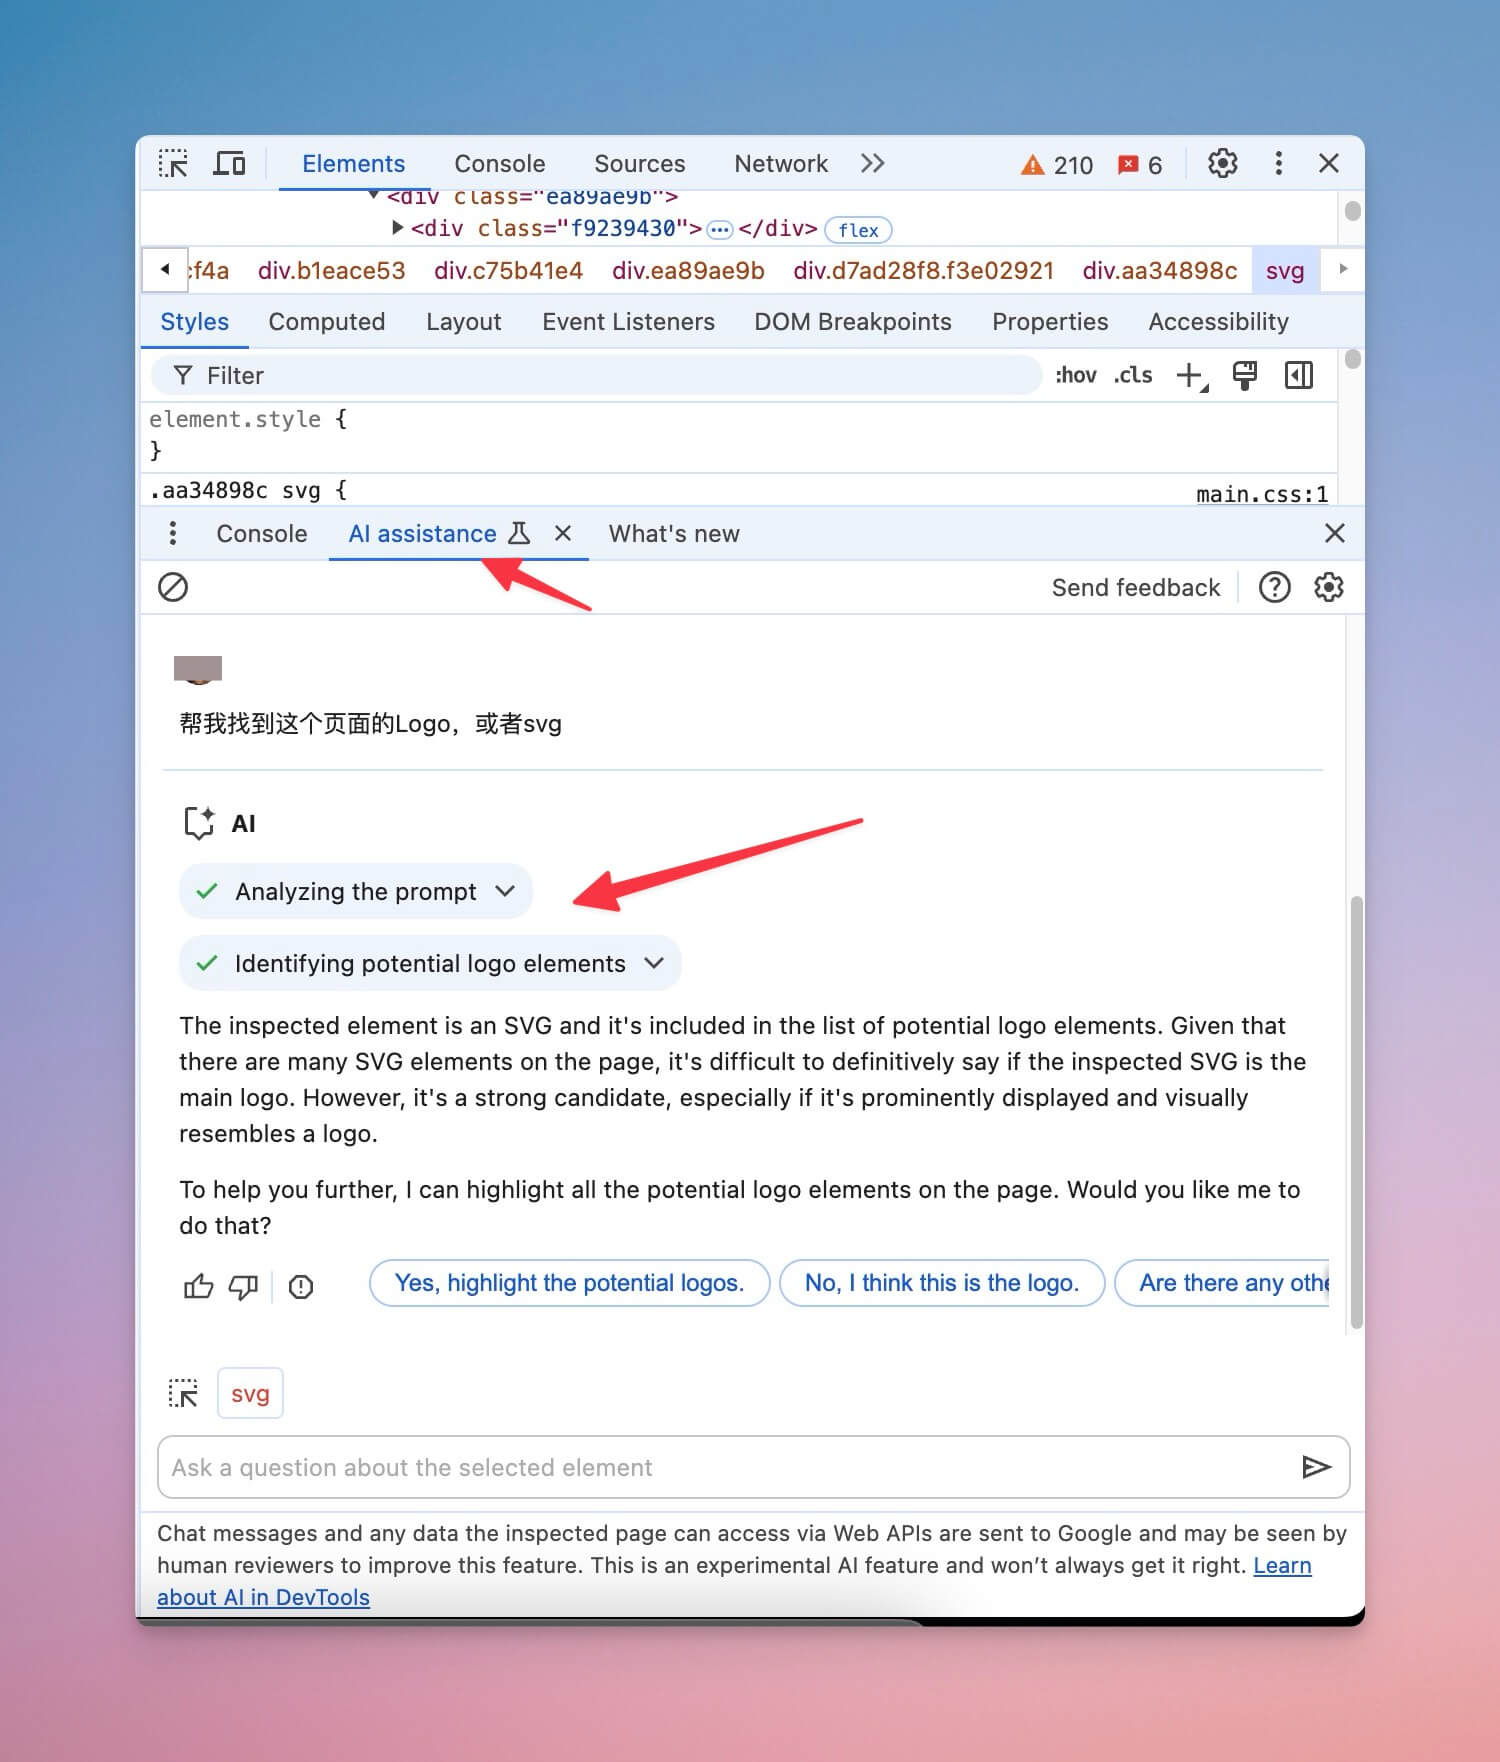 Elements Console Sources Network 210 6
<div class="ea89ae9b">
<div class="f9239430"> ••• </div> flex
cf4a div.b1eace53 div.c75b41e4 div.ea89ae9b div.d7ad28f8.f3e02921 div.aa34898c svg
Styles Computed Layout Event Listeners DOM Breakpoints Properties Accessibility
Filter :hov .cls
element.style {
}
.aa34898c svg { main.css:1
Console AI assistance What's new
Send feedback
帮我找到这个页面的Logo，或者svg
AI
Analyzing the prompt
Identifying potential logo elements
The inspected element is an SVG and it's included in the list of potential logo elements. Given that
there are many SVG elements on the page, it's difficult to definitively say if the inspected SVG is the
main logo. However, it's a strong candidate, especially if it's prominently displayed and visually
resembles a logo.
To help you further, I can highlight all the potential logo elements on the page. Would you like me to
do that?
Yes, highlight the potential logos. No, I think this is the logo. Are there any othe
svg
Ask a question about the selected element
Chat messages and any data the inspected page can access via Web APIs are sent to Google and may be seen by
human reviewers to improve this feature. This is an experimental AI feature and won’t always get it right. Learn
about AI in DevTools